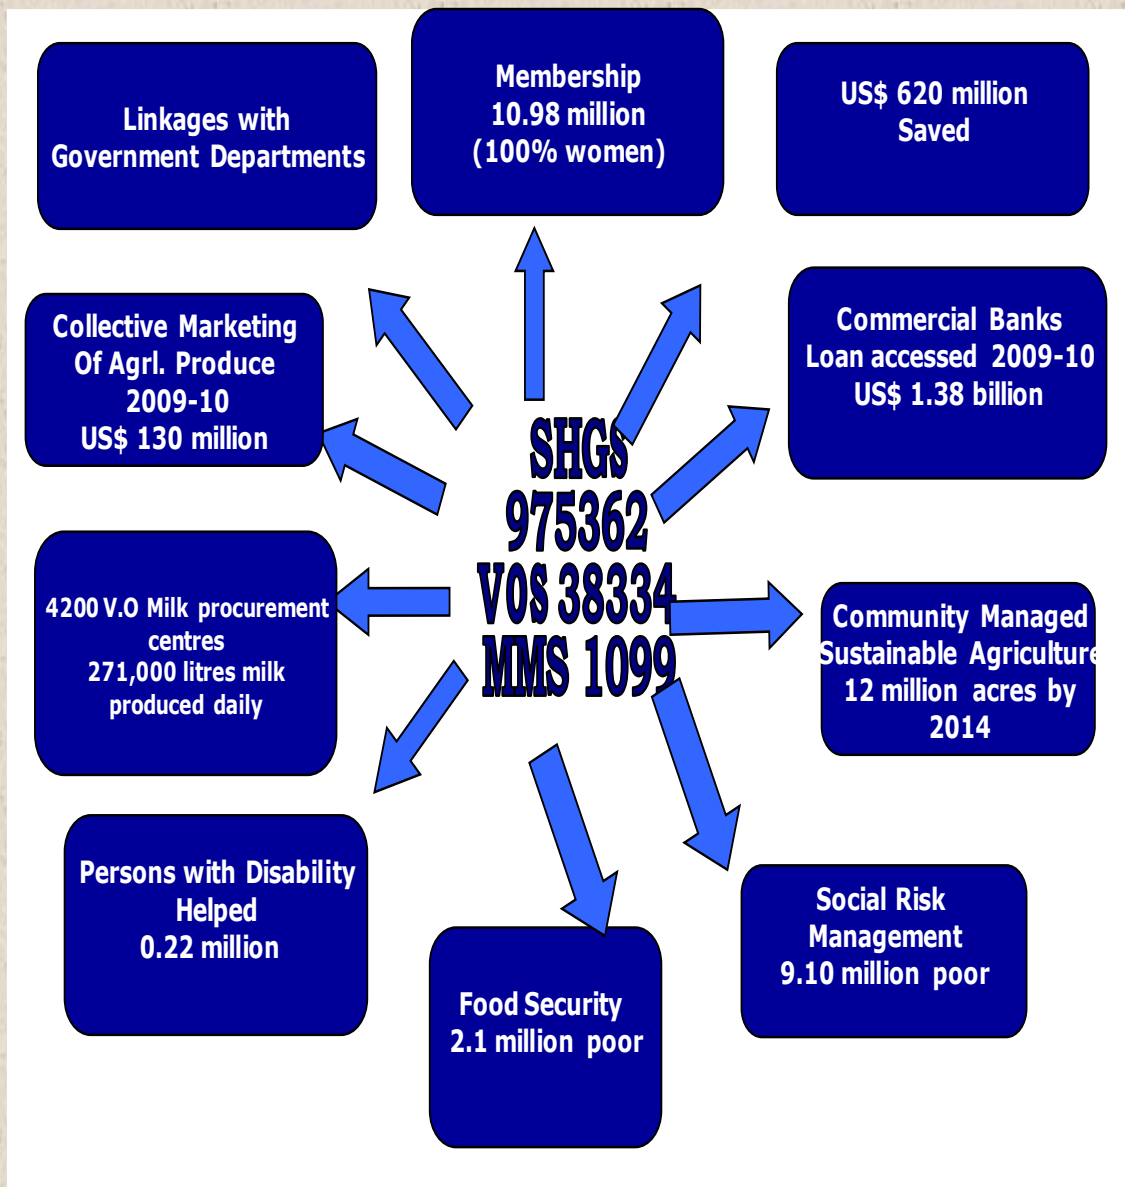 Linkages with
Government Departments
Membership
10.98 million
(100% women)
US$ 620 million
Saved
Collective Marketing
Of Agrl. Produce
2009-10
US$ 130 million
Commercial Banks
Loan accessed 2009-10
US$ 1.38 billion
SHGS
975362
VOS 38334
MMS 1099
4200 V.O Milk procurement
centres
271,000 litres milk
produced daily
Community Managed
Sustainable Agriculture
12 million acres by
2014
Persons with Disability
Helped
0.22 million
Food Security
2.1 million poor
Social Risk
Management
9.10 million poor